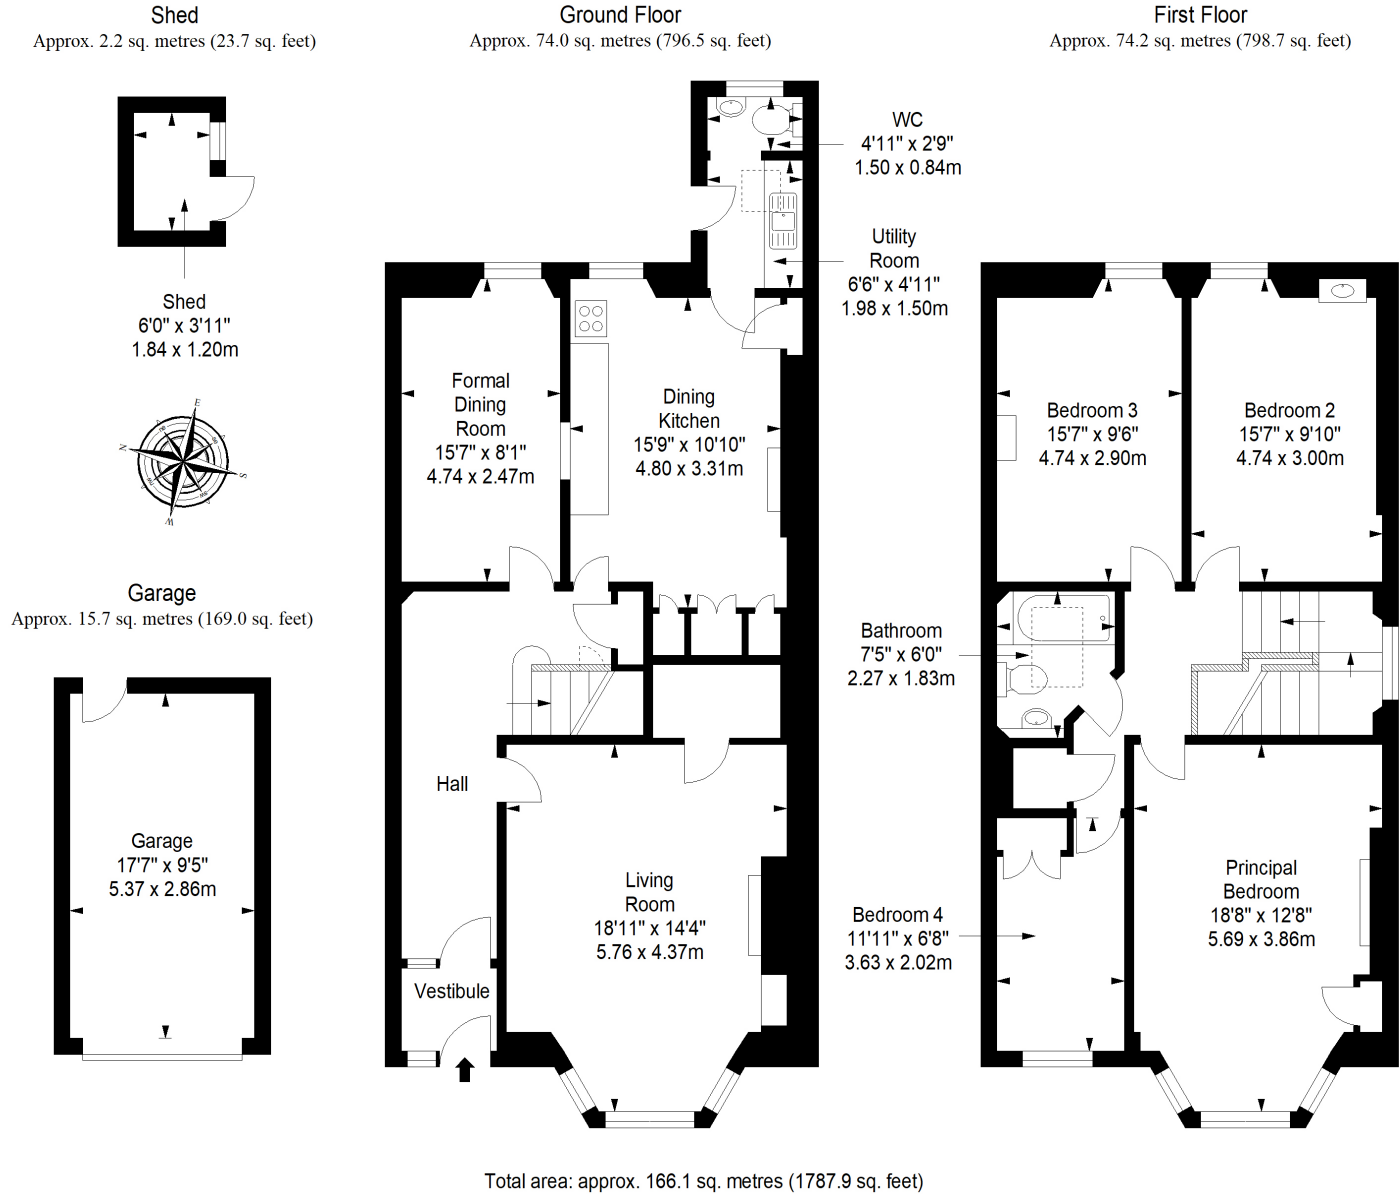 Shed
Approx. 2.2 sq. metres (23.7 sq. feet)
Ground Floor
Approx. 74.0 sq. metres (796.5 sq. feet)
First Floor
Approx. 74.2 sq. metres (798.7 sq. feet)
WC
4'11" x 2'9"
1.50 x 0.84m
Utility
Room
6'6" x 4'11"
1.98 x 1.50m
Shed
6'0" x 3'11"
1.84 x 1.20m
E
N
S
W
Formal
Dining
Room
15'7" x 8'1"
4.74 x 2.47m
Dining
Kitchen
15'9" x 10'10"
4.80 x 3.31m
Bedroom 3
15'7" x 9'6"
4.74 x 2.90m
Bedroom 2
15'7" x 9'10"
4.74 x 3.00m
Garage
Approx. 15.7 sq. metres (169.0 sq. feet)
Bathroom
7'5" x 6'0"
2.27 x 1.83m
Hall
Garage
17'7" x 9'5"
5.37 x 2.86m
Living
Room
18'11" x 14'4"
5.76 x 4.37m
Principal
Bedroom
18'8" x 12'8"
5.69 x 3.86m
Bedroom 4
11'11" x 6'8"
3.63 x 2.02m
Vestibule
Total area: approx. 166.1 sq. metres (1787.9 sq. feet)